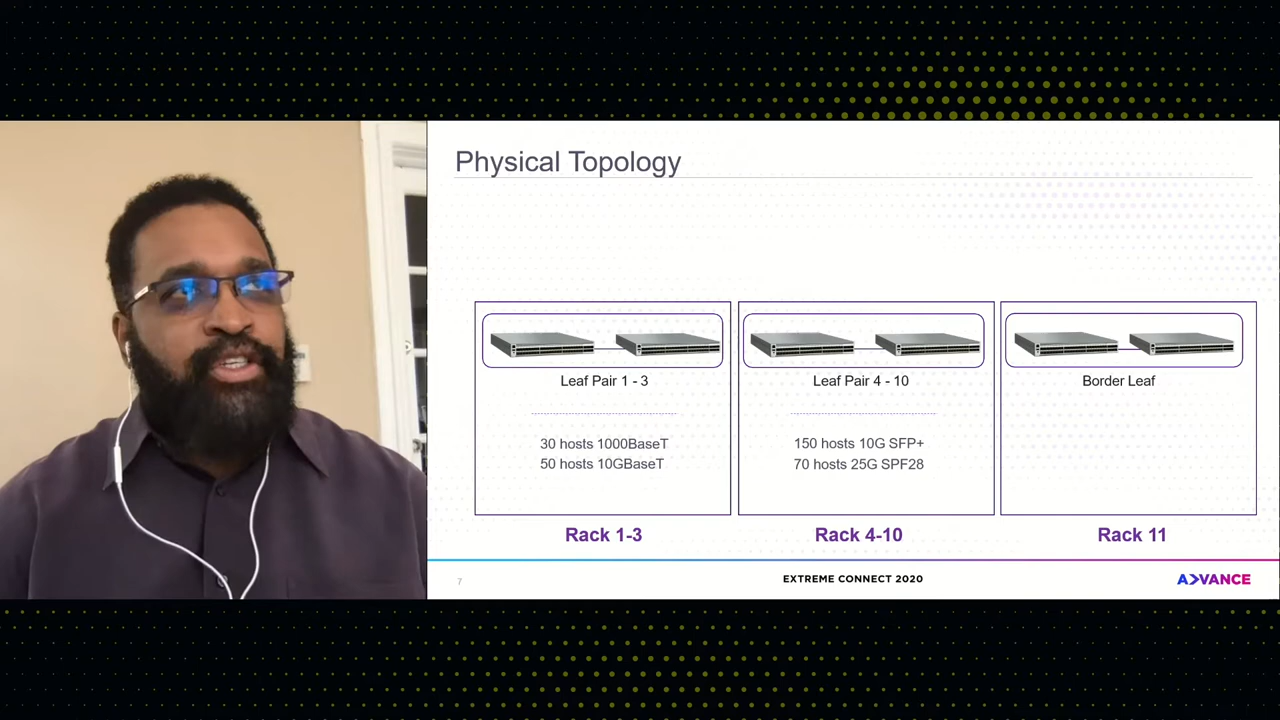 Physical Topology
Leaf Pair 1 - 3
30 hosts 1000BaseT
50 hosts 10GBaseT
Rack 1-3
Leaf Pair 4 - 10
150 hosts 10G SFP+
70 hosts 25G SPF28
Rack 4-10
Border Leaf
Rack 11
7
EXTREME CONNECT 2020
ADVANCE